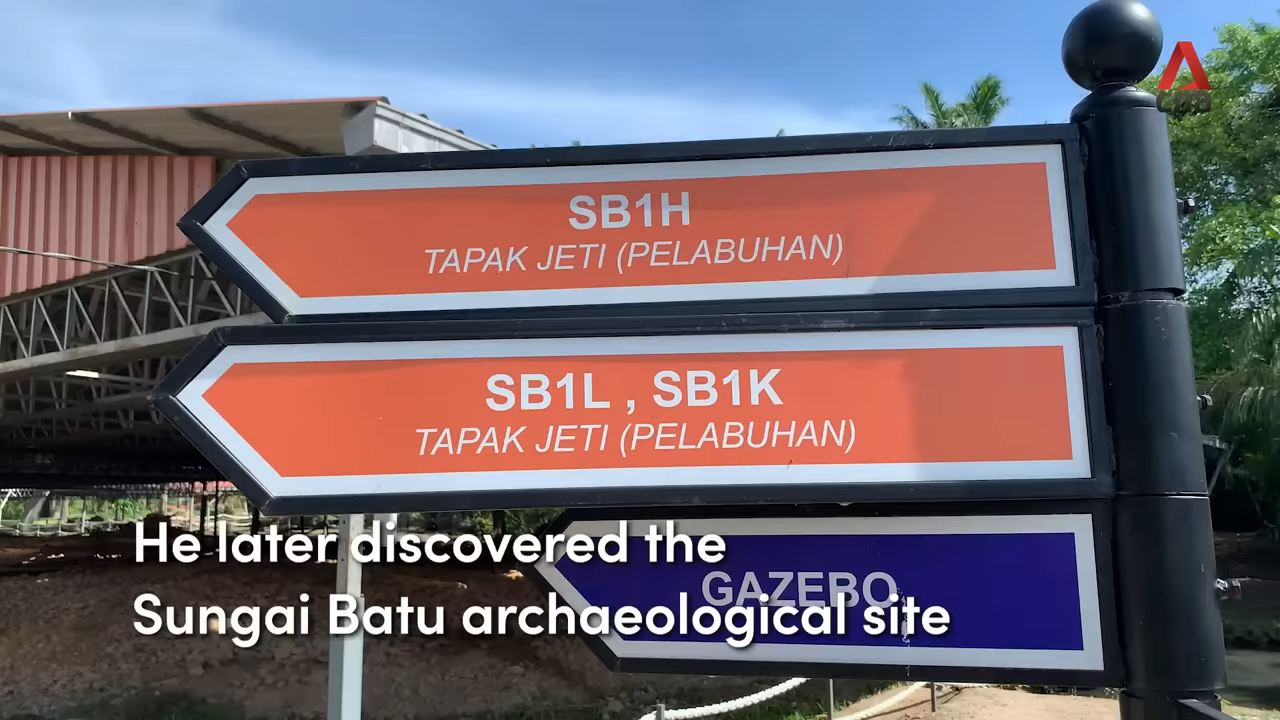 SB1H
TAPAK JETI (PELABUHAN)
SB1L , SB1K
TAPAK JETI (PELABUHAN)
GAZEBO
He later discovered the
Sungai Batu archaeological site